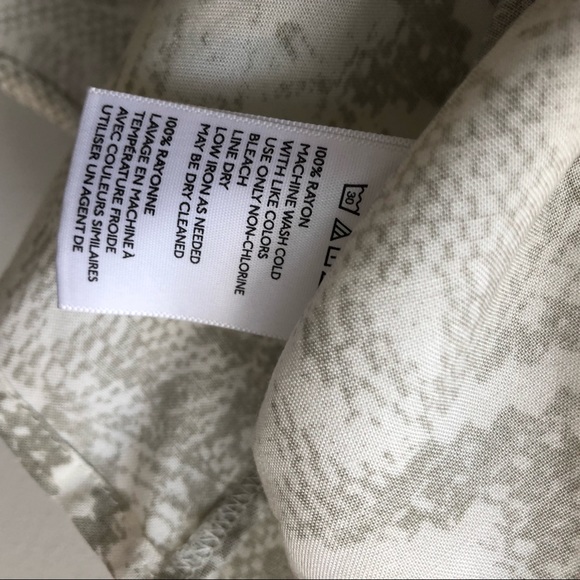 30
100% RAYON
MACHINE WASH COLD
WITH LIKE COLORS
USE ONLY NON-CHLORINE
BLEACH
LINE DRY
LOW IRON AS NEEDED
MAY BE DRY CLEANED
100% RAYONNE
LAVAGE EN MACHINE À
TEMPÉRATURE FROIDE
AVEC COULEURS SIMILAIRES
UTILISER UN AGENT DE